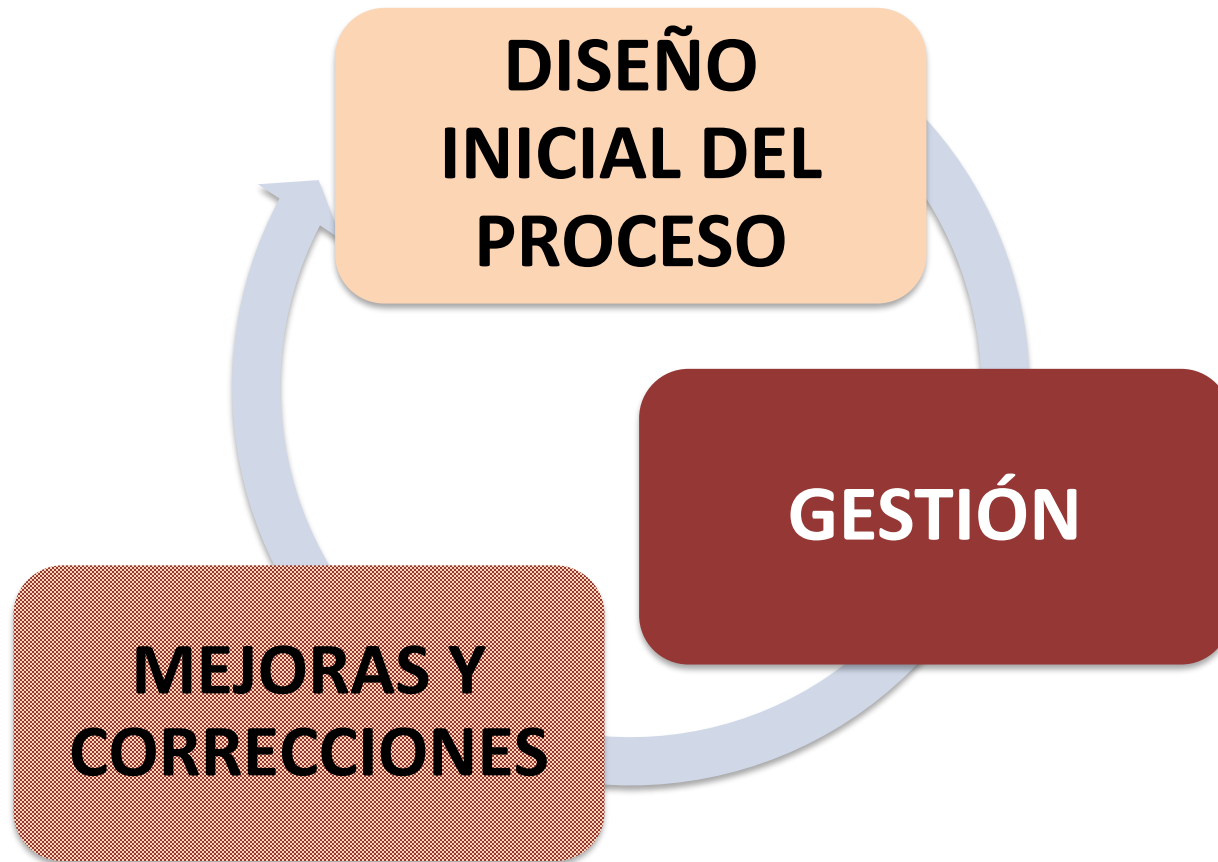 DISEÑO
INICIAL DEL
PROCESO
GESTIÓN
MEJORAS Y
CORRECCIONES